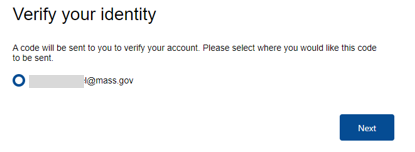 Verify your identity
A code will be sent to you to verify your account. Please select where you would like this code
to be sent.
@mass.gov
Next